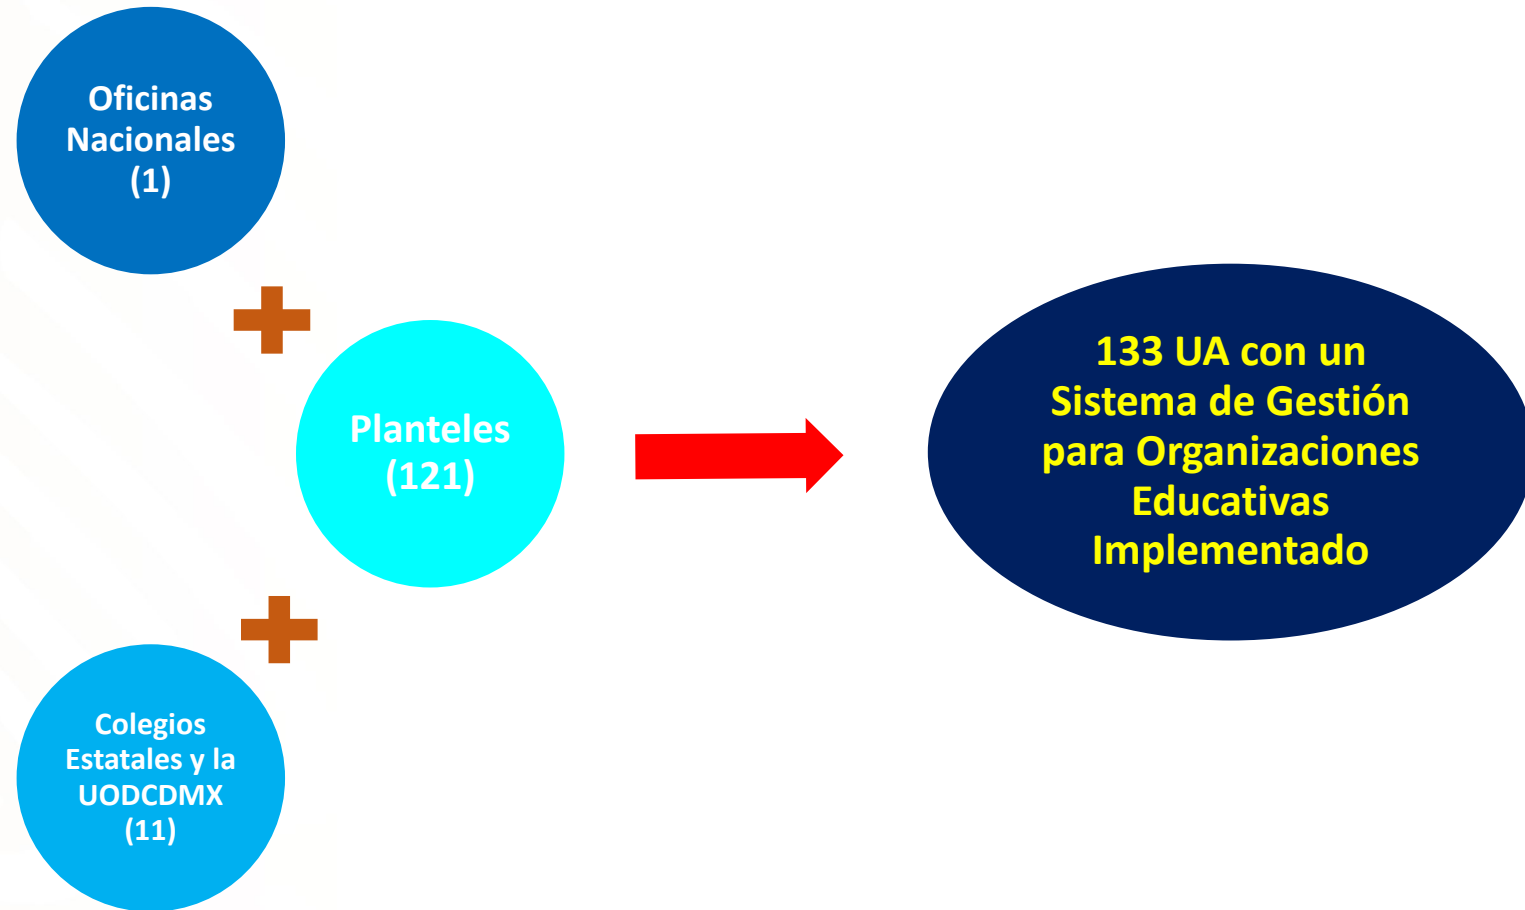 Oficinas
Nacionales
(1)
Planteles
(121)
Colegios
Estatales y la
UODCDMX
(11)
133 UA con un
Sistema de Gestión
para Organizaciones
Educativas
Implementado